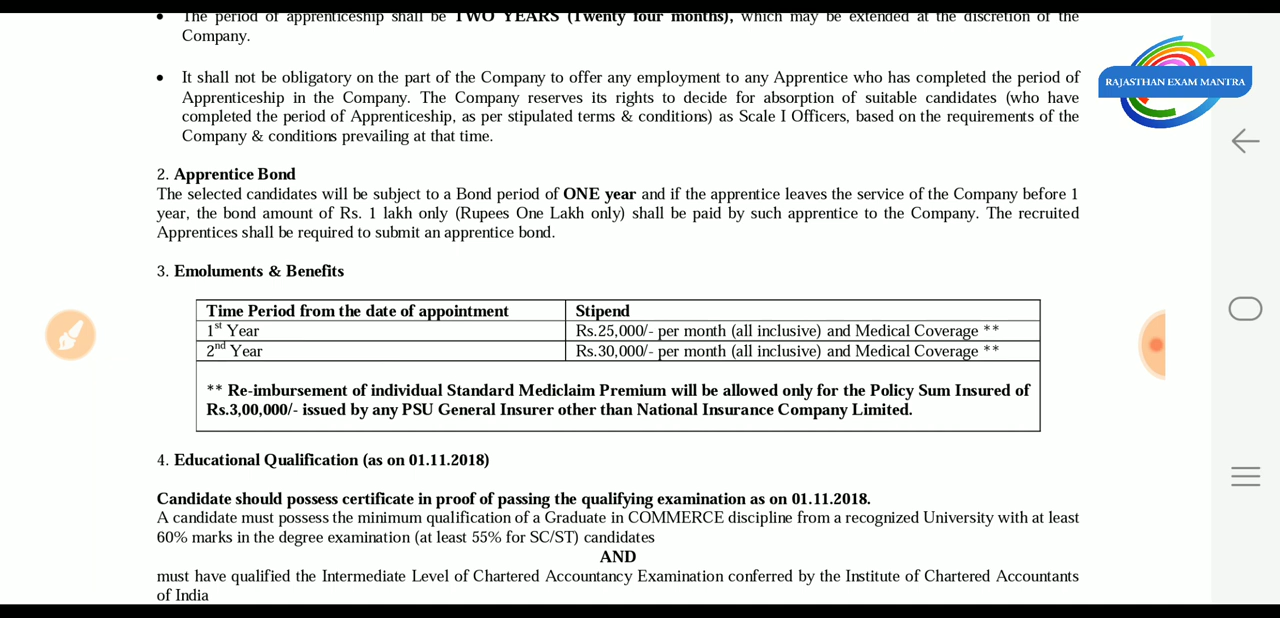 • The period of apprenticeship shall be TWO YEARS (Twenty four months), which may be extended at the discretion of the
Company.
• It shall not be obligatory on the part of the Company to offer any employment to any Apprentice who has completed the period of
Apprenticeship in the Company. The Company reserves its rights to decide for absorption of suitable candidates (who have
completed the period of Apprenticeship, as per stipulated terms & conditions) as Scale I Officers, based on the requirements of the
Company & conditions prevailing at that time.
RAJASTHAN EXAM MANTRA
2. Apprentice Bond
The selected candidates will be subject to a Bond period of ONE year and if the apprentice leaves the service of the Company before 1
year, the bond amount of Rs. 1 lakh only (Rupees One Lakh only) shall be paid by such apprentice to the Company. The recruited
Apprentices shall be required to submit an apprentice bond.
3. Emoluments & Benefits
Time Period from the date of appointment Stipend
1st Year Rs.25,000/- per month (all inclusive) and Medical Coverage **
2nd Year Rs.30,000/- per month (all inclusive) and Medical Coverage **
** Re-imbursement of individual Standard Mediclaim Premium will be allowed only for the Policy Sum Insured of
Rs.3,00,000/- issued by any PSU General Insurer other than National Insurance Company Limited.
4. Educational Qualification (as on 01.11.2018)
Candidate should possess certificate in proof of passing the qualifying examination as on 01.11.2018.
A candidate must possess the minimum qualification of a Graduate in COMMERCE discipline from a recognized University with at least
60% marks in the degree examination (at least 55% for SC/ST) candidates
AND
must have qualified the Intermediate Level of Chartered Accountancy Examination conferred by the Institute of Chartered Accountants
of India